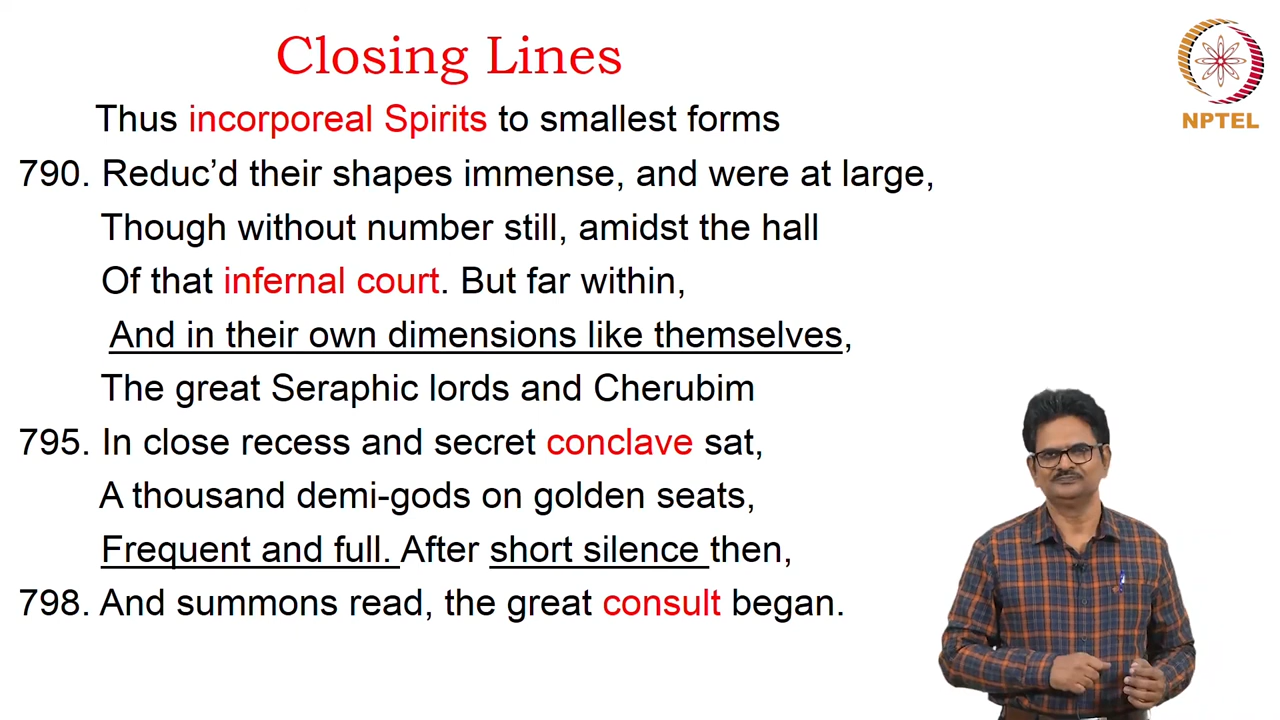 Closing Lines
NPTEL
Thus incorporeal Spirits to smallest forms
790. Reduc’d their shapes immense, and were at large,
Though without number still, amidst the hall
Of that infernal court. But far within,
And in their own dimensions like themselves,
The great Seraphic lords and Cherubim
795. In close recess and secret conclave sat,
A thousand demi-gods on golden seats,
Frequent and full. After short silence then,
798. And summons read, the great consult began.